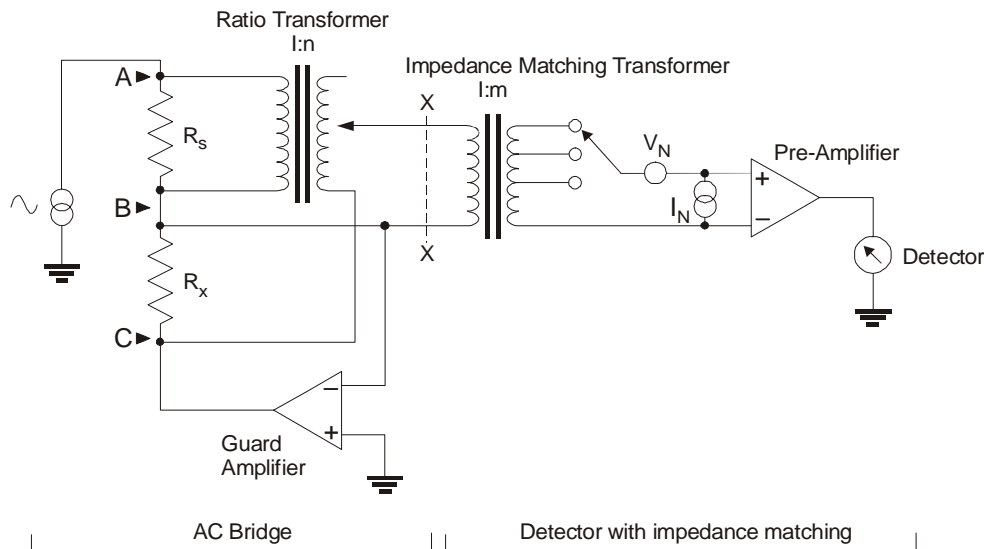 Ratio Transformer
I:n
Impedance Matching Transformer
I:m
A
X
R_s
V_N
Pre-Amplifier
+
B
I_N
−
X
Detector
R_x
C
−
+
Guard
Amplifier
AC Bridge
Detector with impedance matching